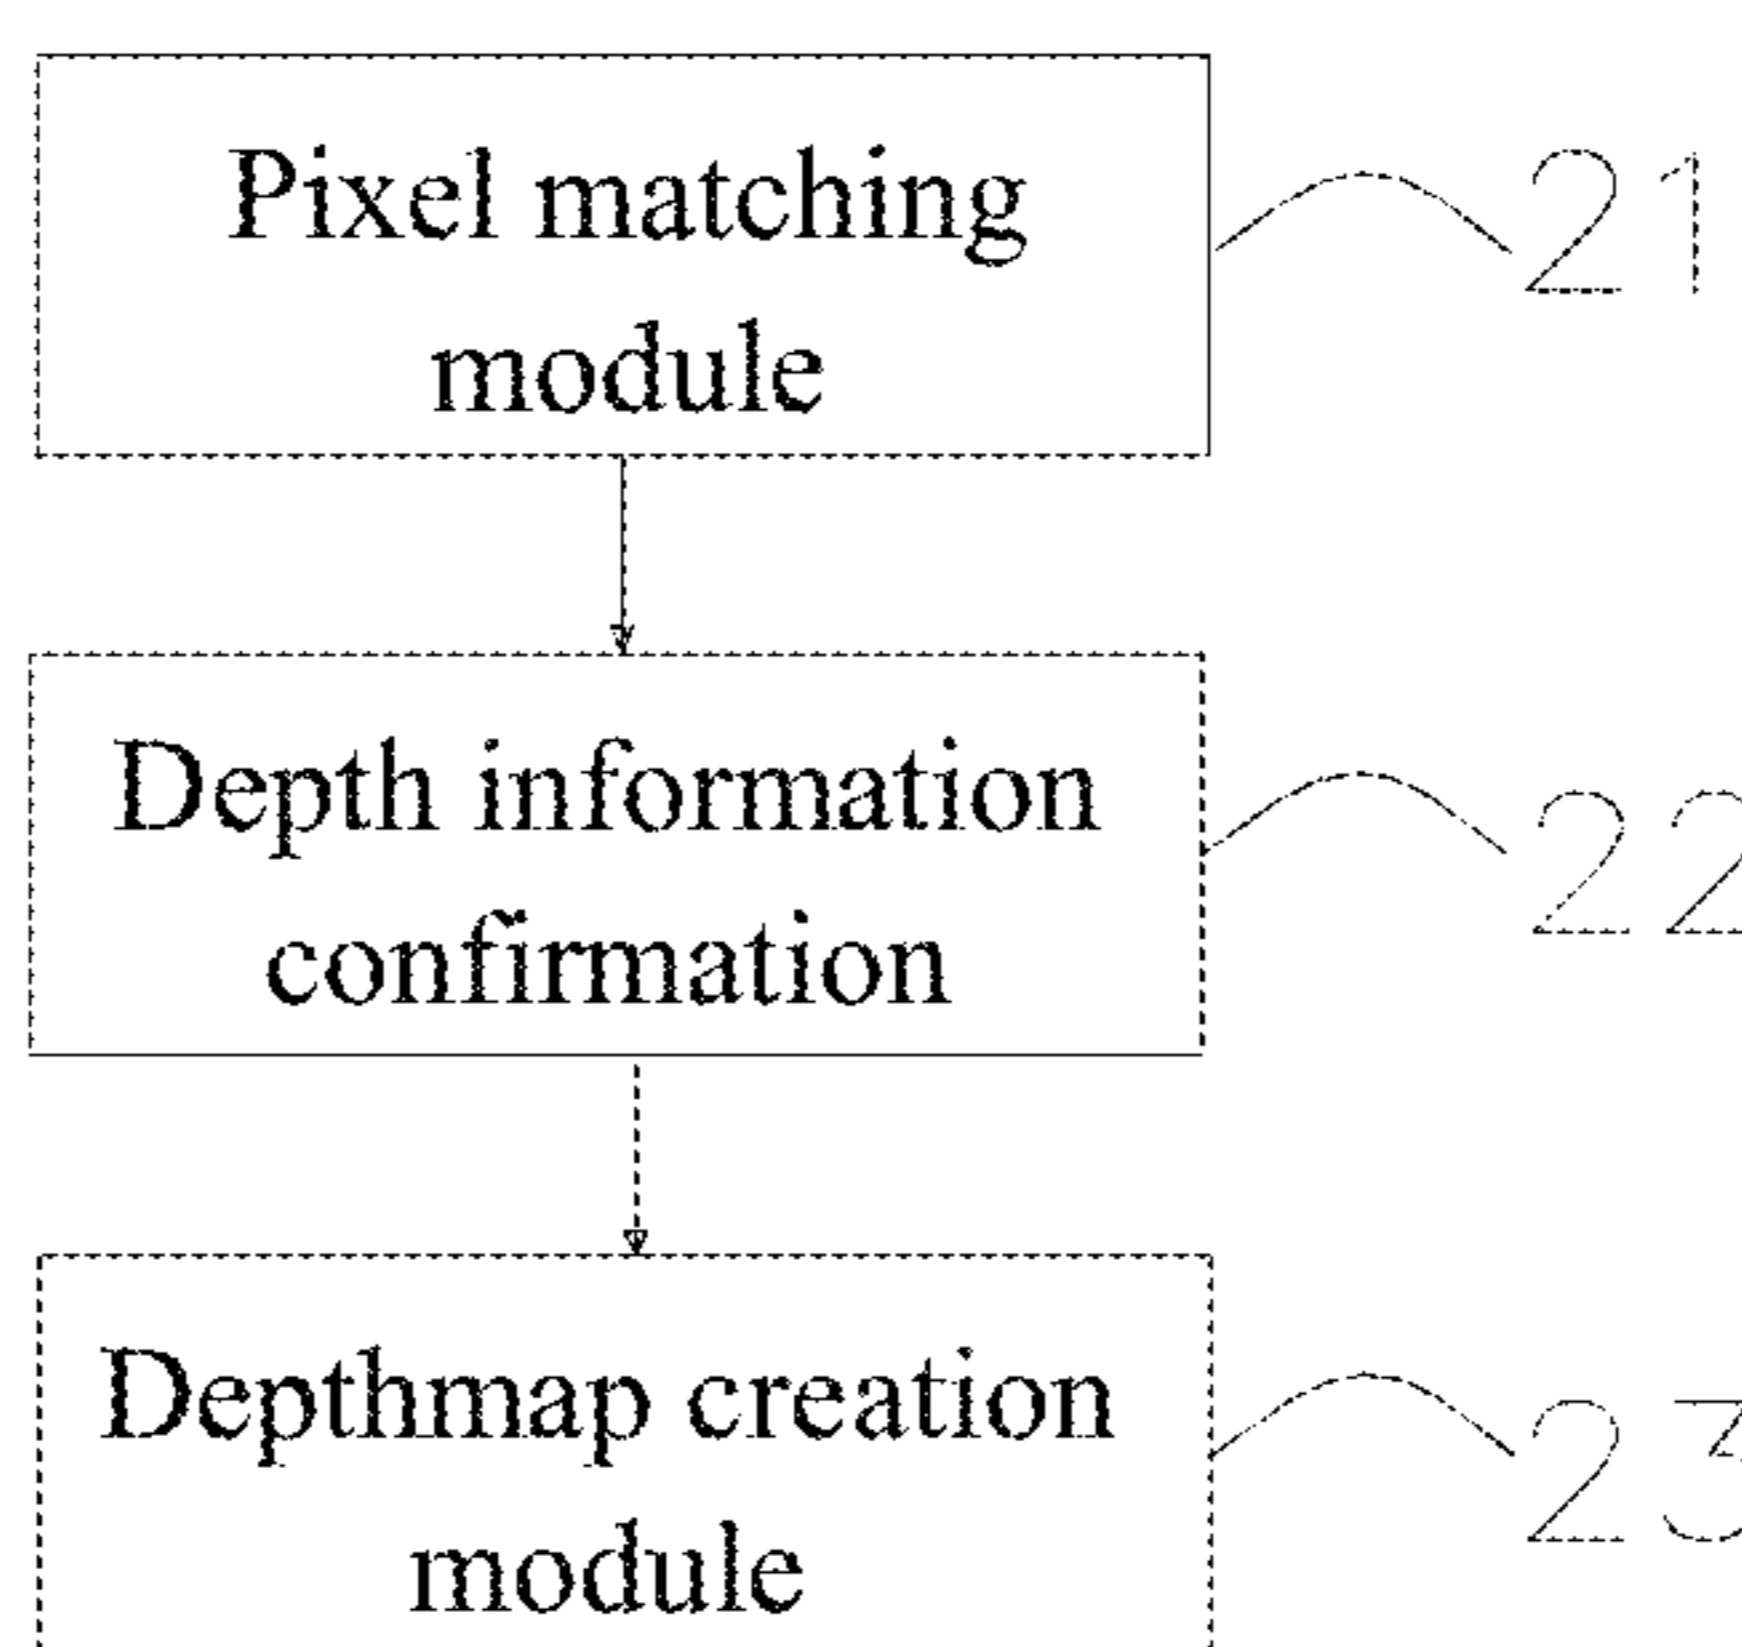 Pixel matching
module
21
Depth information
confirmation
22
Depthmap creation
module
23